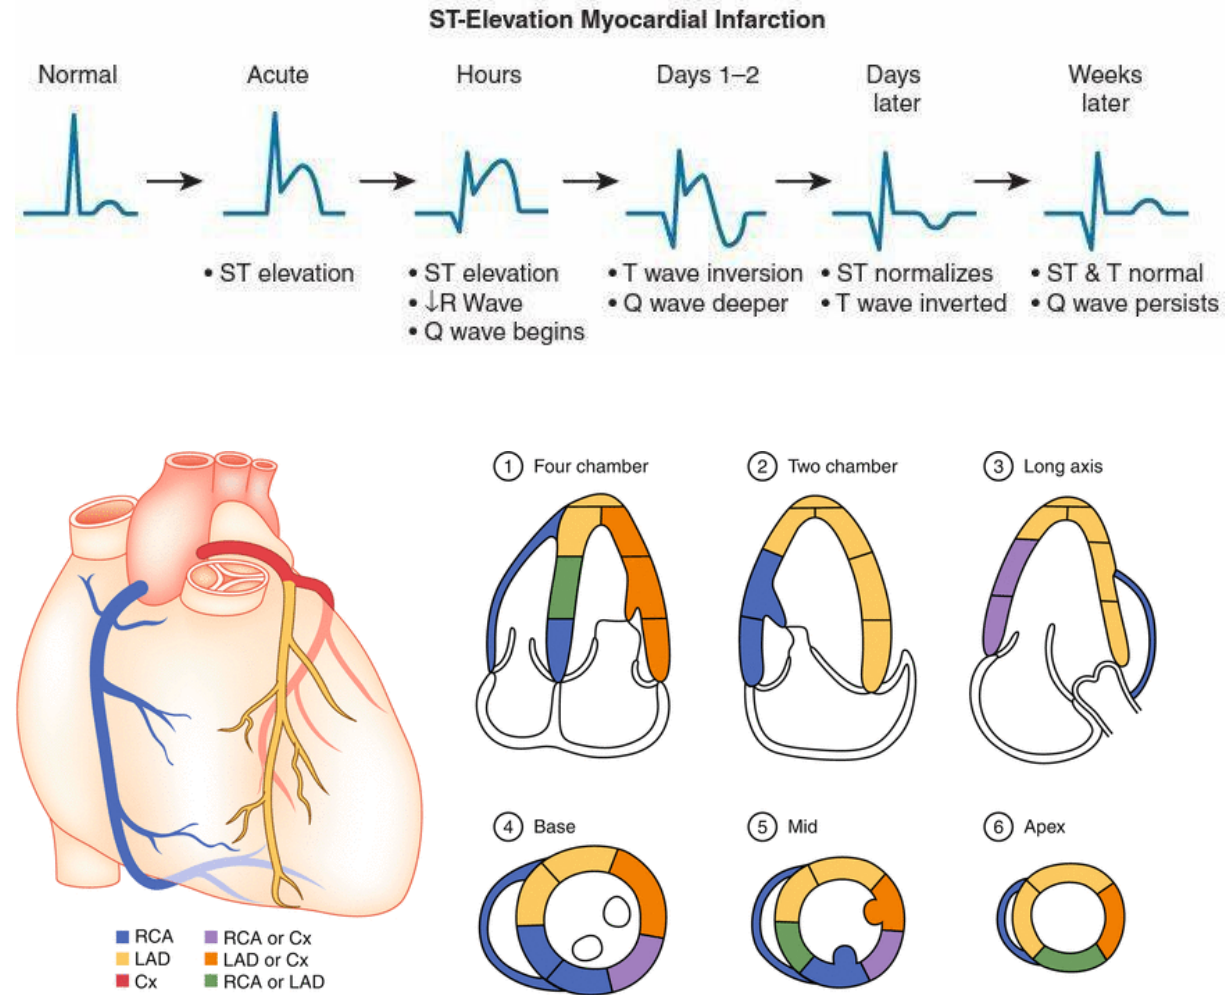 ST-Elevation Myocardial Infarction
Normal
Acute
Hours
Days 1–2
Days
later
Weeks
later
• ST elevation
• ST elevation
• ↓R Wave
• Q wave begins
• T wave inversion
• Q wave deeper
• ST normalizes
• T wave inverted
• ST & T normal
• Q wave persists
1 Four chamber
2 Two chamber
3 Long axis
4 Base
5 Mid
6 Apex
RCA
LAD
Cx
RCA or Cx
LAD or Cx
RCA or LAD